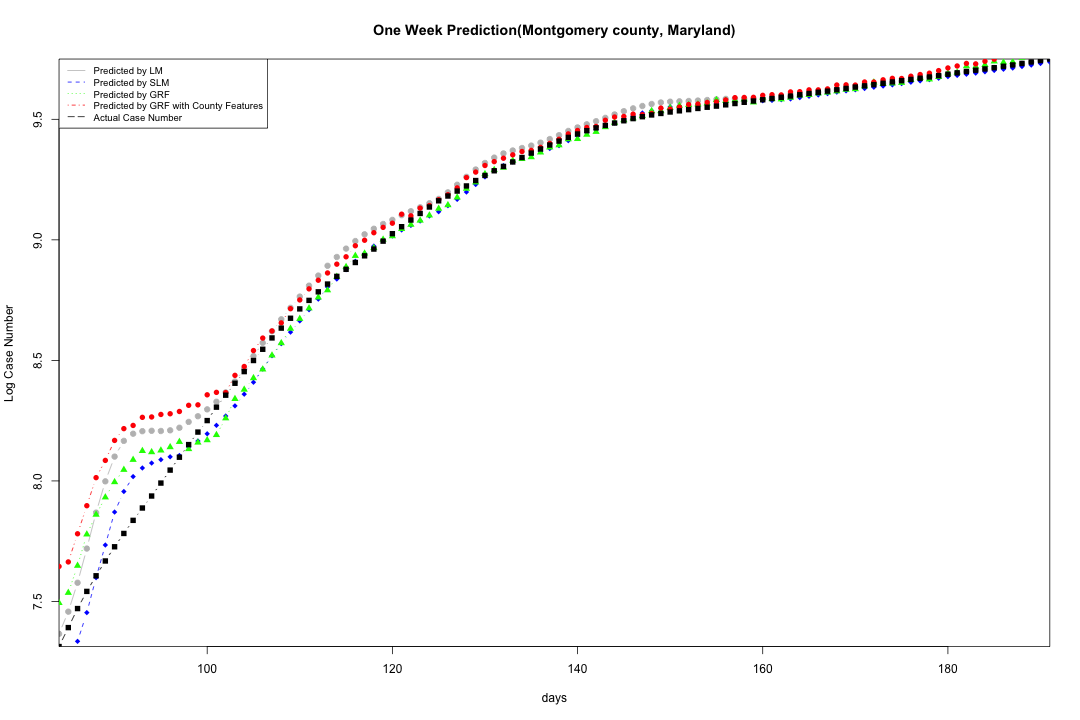 One Week Prediction(Montgomery county, Maryland)
Predicted by LM
Predicted by SLM
Predicted by GRF
Predicted by GRF with County Features
Actual Case Number
Log Case Number
9.5
9.0
8.5
8.0
7.5
100 120 140 160 180
days